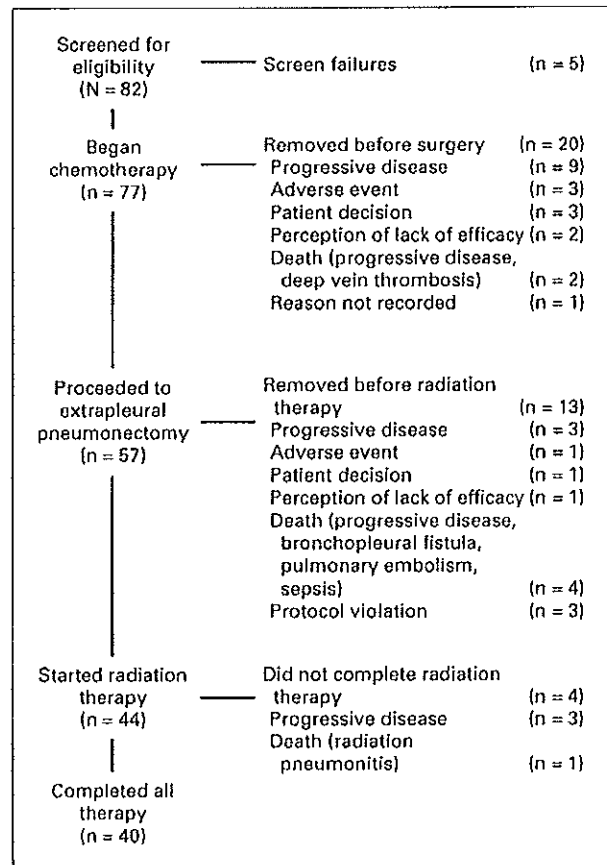 Screened for
eligibility
(N = 82)
Screen failures (n = 5)
Began
chemotherapy
(n = 77)
Removed before surgery (n = 20)
Progressive disease (n = 9)
Adverse event (n = 3)
Patient decision (n = 3)
Perception of lack of efficacy (n = 2)
Death (progressive disease,
deep vein thrombosis) (n = 2)
Reason not recorded (n = 1)
Proceeded to
extrapleural
pneumonectomy
(n = 57)
Removed before radiation
therapy (n = 13)
Progressive disease (n = 3)
Adverse event (n = 1)
Patient decision (n = 1)
Perception of lack of efficacy (n = 1)
Death (progressive disease,
bronchopleural fistula,
pulmonary embolism,
sepsis) (n = 4)
Protocol violation (n = 3)
Started radiation
therapy
(n = 44)
Did not complete radiation
therapy (n = 4)
Progressive disease (n = 3)
Death (radiation
pneumonitis) (n = 1)
Completed all
therapy
(n = 40)